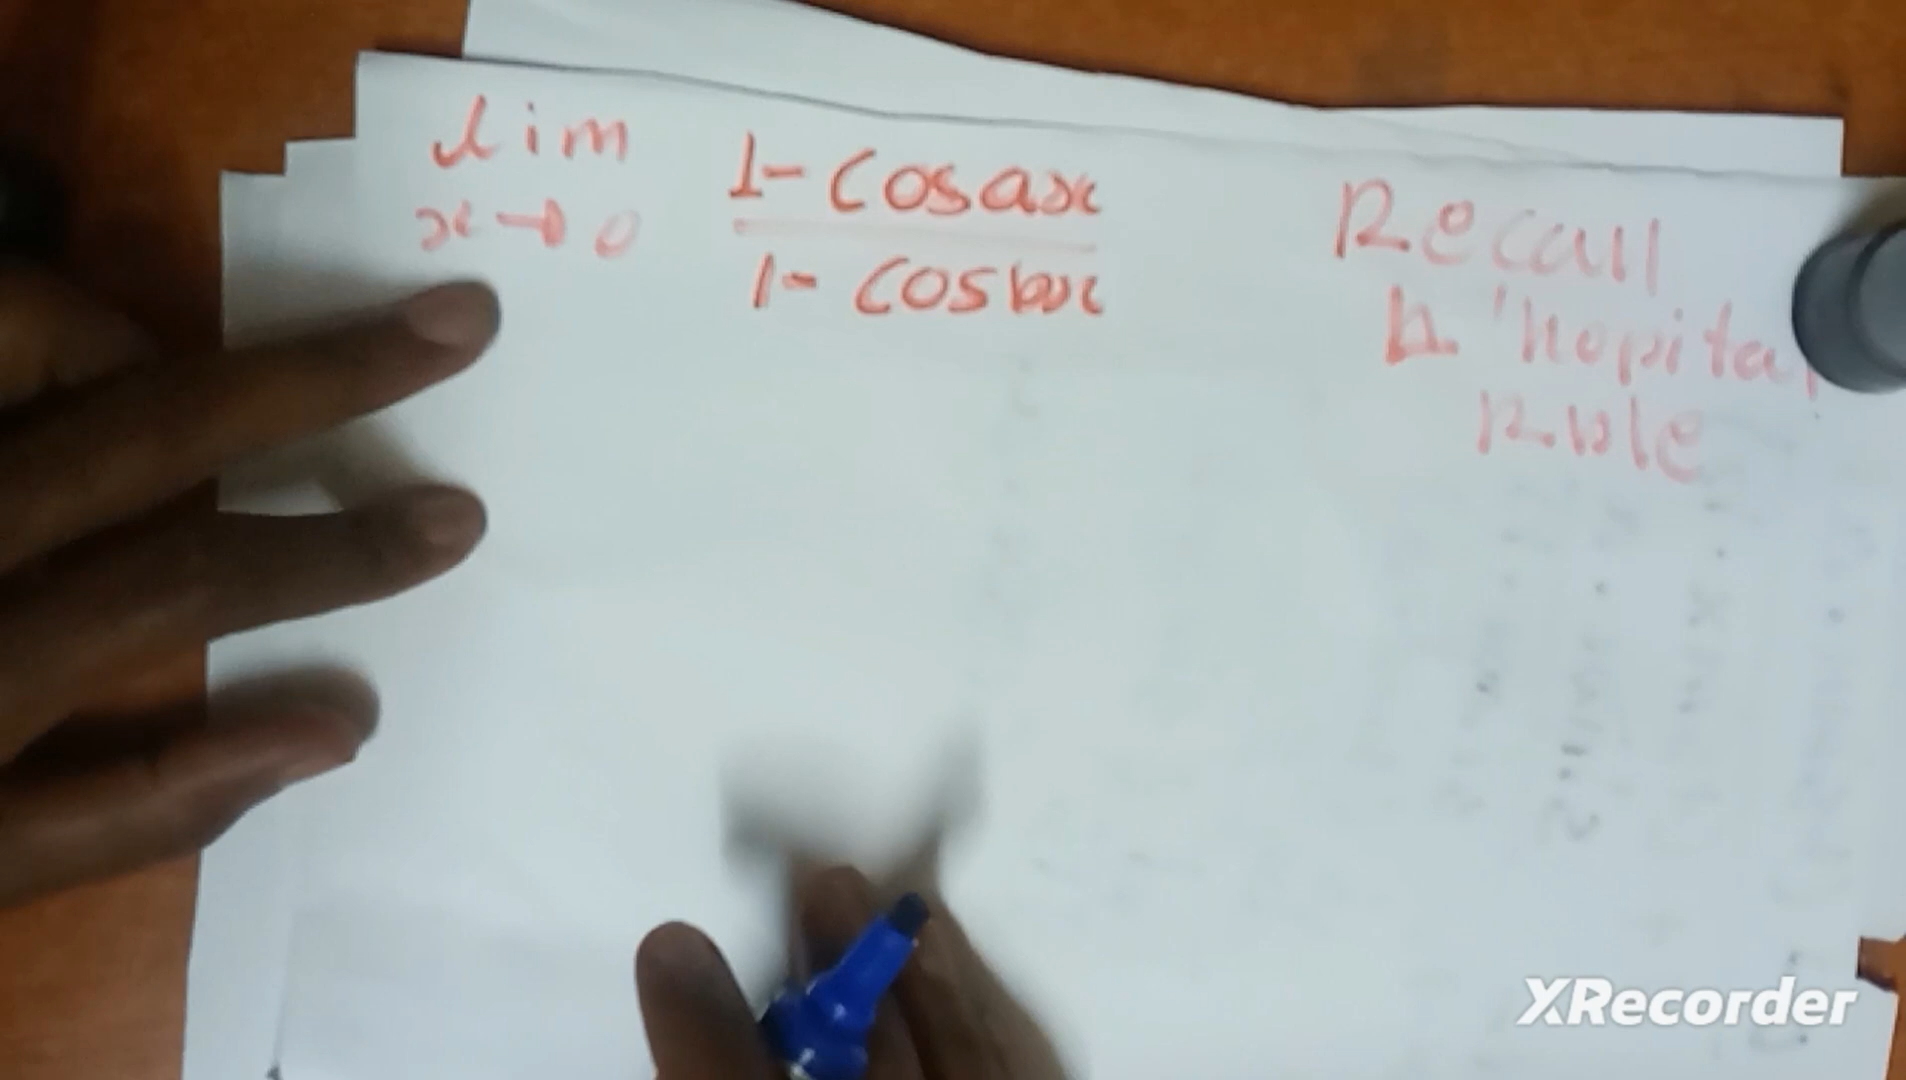 lim 1-Cosax
x→0 1-Cosbx
Recall
L'hopital
Rule
XRecorder